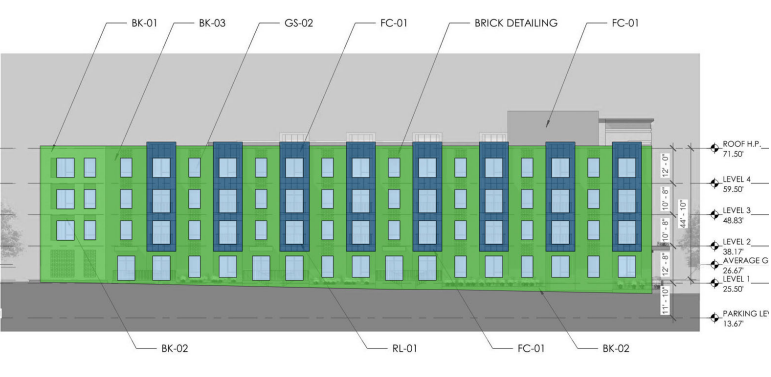 BK-01
BK-03
GS-02
FC-01
BRICK DETAILING
FC-01
ROOF H.P.
71.50'
12' - 0"
LEVEL 4
59.50'
10' - 8"
44' - 10"
LEVEL 3
48.83'
10' - 8"
LEVEL 2
38.17'
12' - 8"
AVERAGE G
26.67'
LEVEL 1
25.50'
11' - 10"
PARKING LEV
13.67'
BK-02
RL-01
FC-01
BK-02